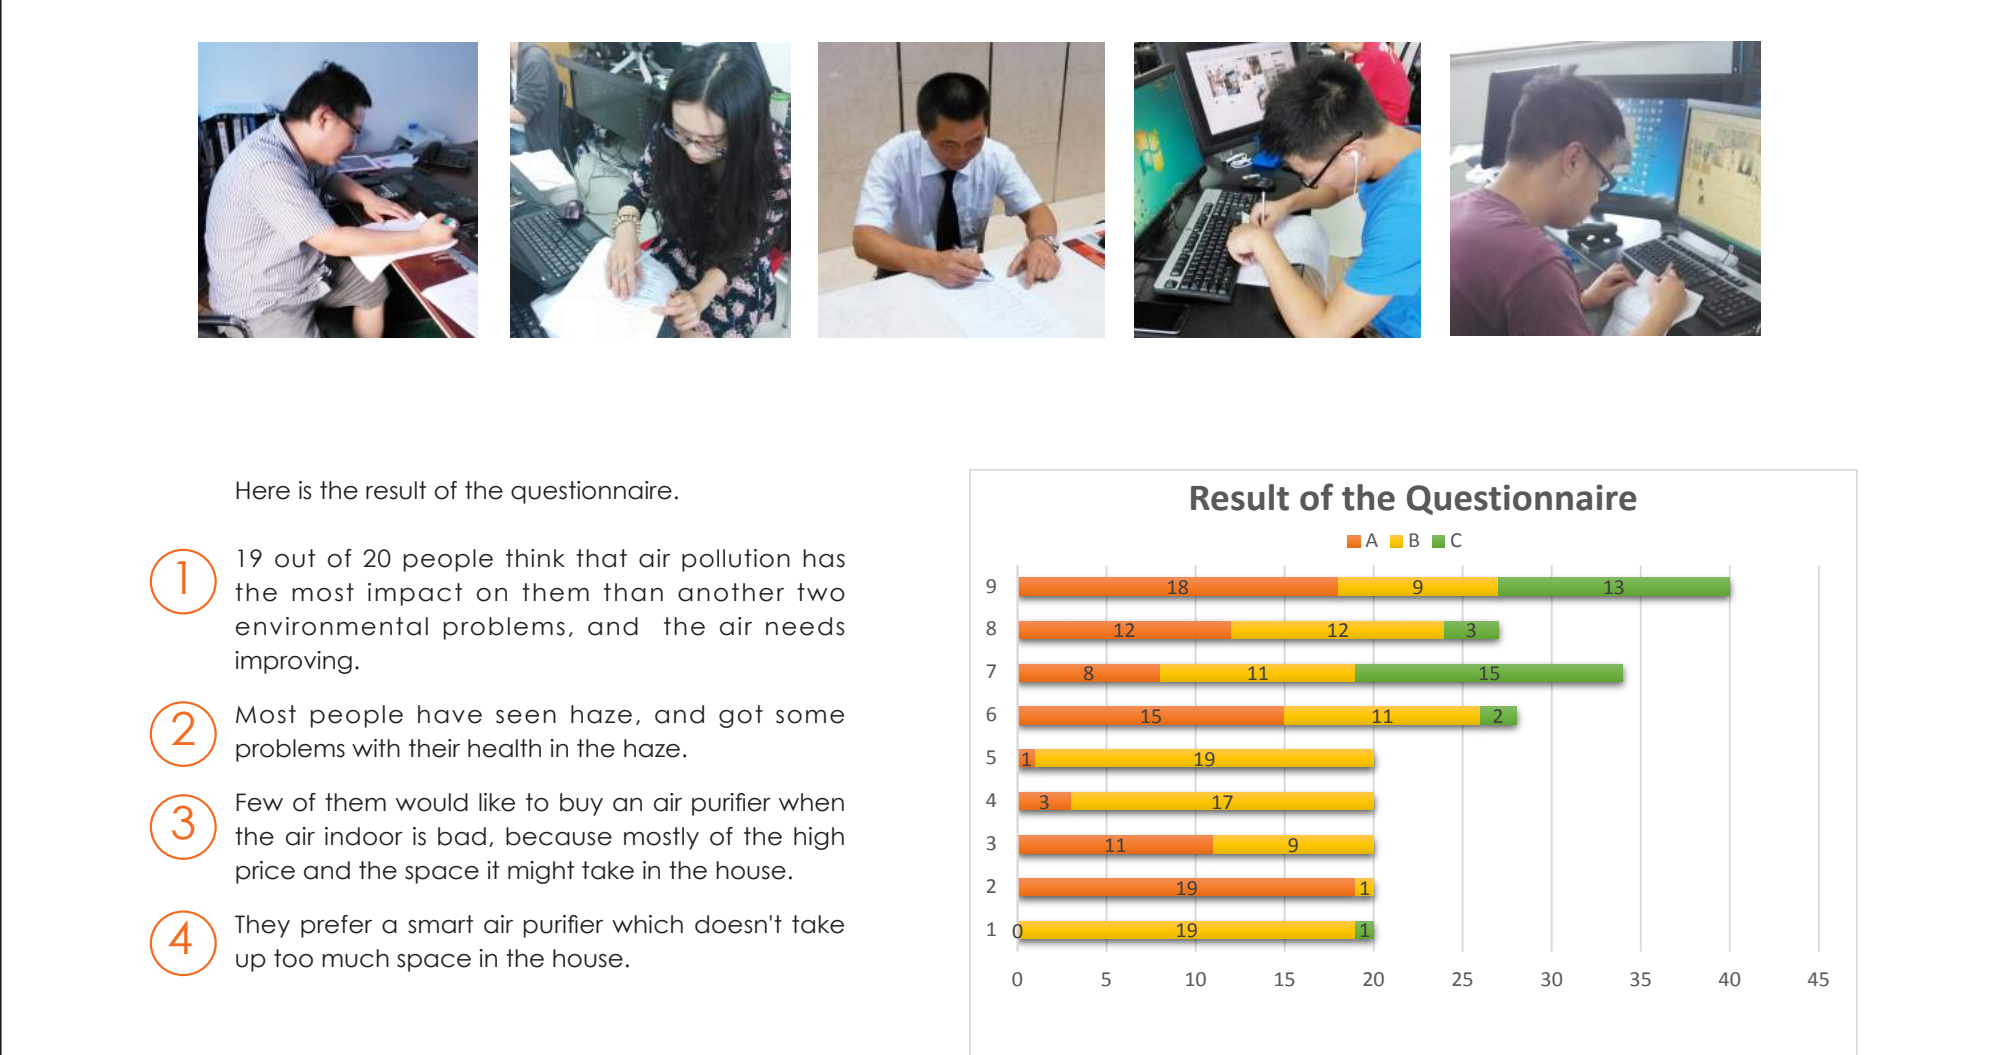 Here is the result of the questionnaire.
1
19 out of 20 people think that air pollution has
the most impact on them than another two
environmental problems, and the air needs
improving.
2
Most people have seen haze, and got some
problems with their health in the haze.
3
Few of them would like to buy an air purifier when
the air indoor is bad, because mostly of the high
price and the space it might take in the house.
4
They prefer a smart air purifier which doesn't take
up too much space in the house.
Result of the Questionnaire
A B C
9 18 9 13
8 12 12 3
7 8 11 15
6 15 11 2
5 1 19
4 3 17
3 11 9
2 19 1
1 0 19 1
0 5 10 15 20 25 30 35 40 45